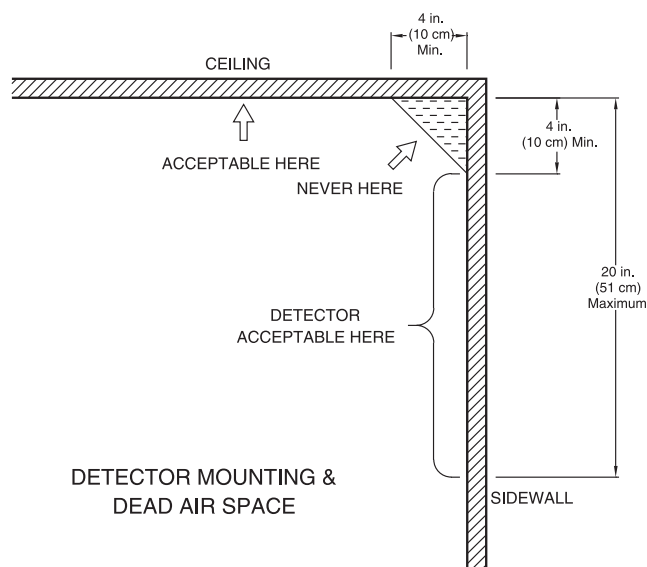 4 in.
(10 cm)
Min.
CEILING
4 in.
(10 cm) Min.
ACCEPTABLE HERE
NEVER HERE
20 in.
(51 cm)
Maximum
DETECTOR
ACCEPTABLE HERE
DETECTOR MOUNTING &
DEAD AIR SPACE
SIDEWALL